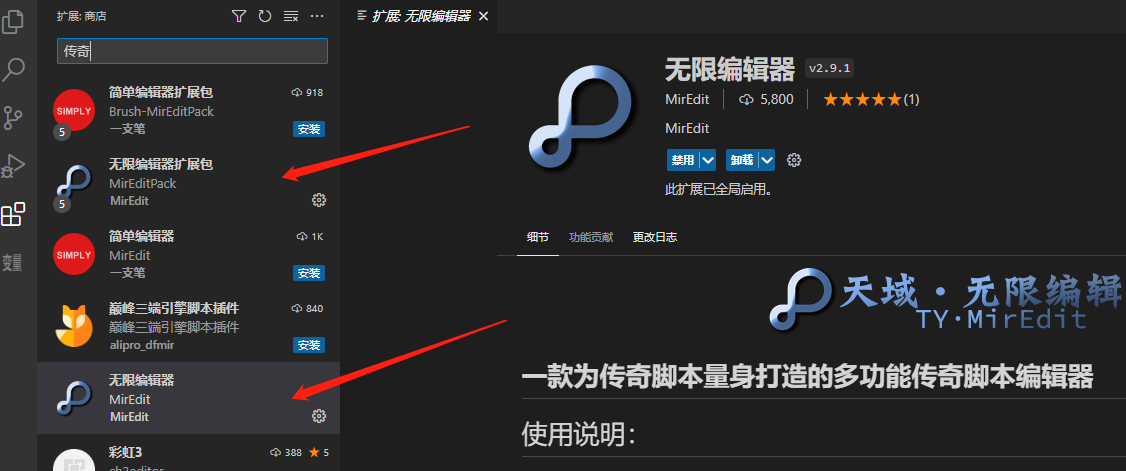 扩展: 商店
传奇
简单编辑器扩展包
918
Brush-MirEditPack
一支笔
安装
SIMPLY
5
无限编辑器扩展包
MirEditPack
MirEdit
5
简单编辑器
1K
MirEdit
一支笔
安装
SIMPLY
巅峰三端引擎脚本插件
840
巅峰三端引擎脚本插件
alipro_dfmir
安装
无限编辑器
MirEdit
MirEdit
彩虹3
388 ★ 5
变量
扩展: 无限编辑器
无限编辑器 v2.9.1
MirEdit | 5,800 | ★★★★★(1)
MirEdit
禁用 卸载
此扩展已全局启用。
细节 功能贡献 更改日志
天域·无限编辑
TY·MirEdit
一款为传奇脚本量身打造的多功能传奇脚本编辑器
使用说明：